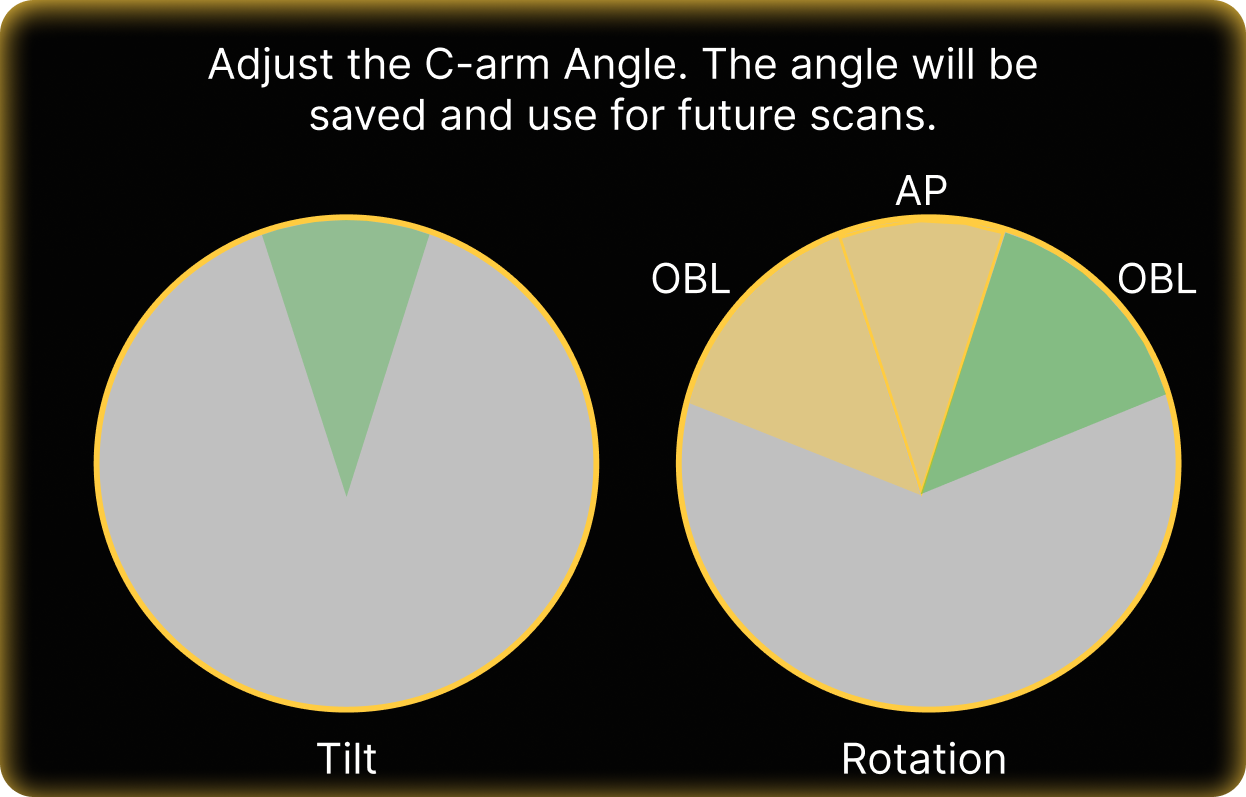 Adjust the C-arm Angle. The angle will be
saved and use for future scans.
AP
OBL
OBL
Tilt
Rotation